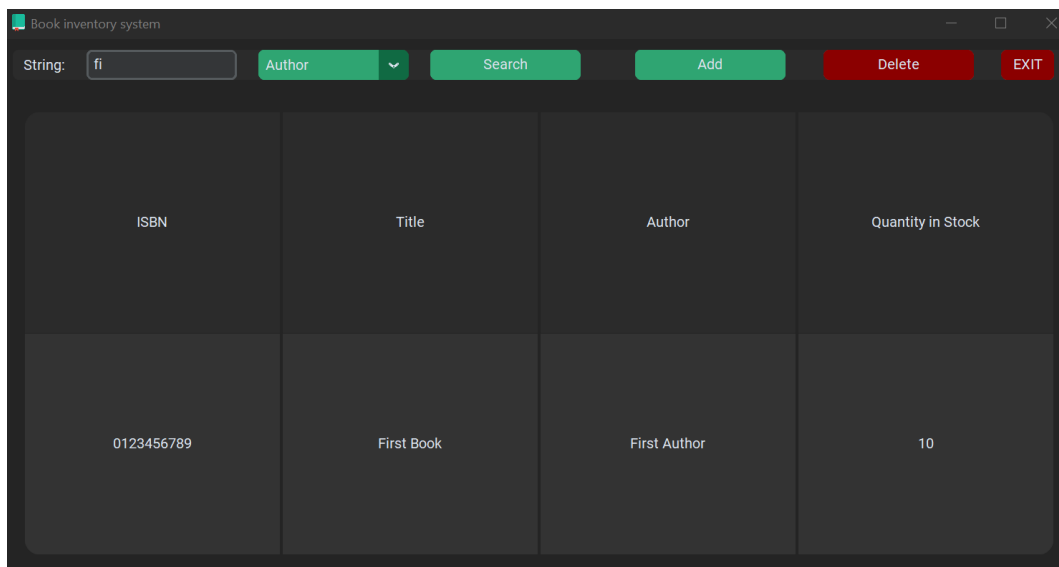 Book inventory system
String: fi Author Search Add Delete EXIT
ISBN Title Author Quantity in Stock
0123456789 First Book First Author 10